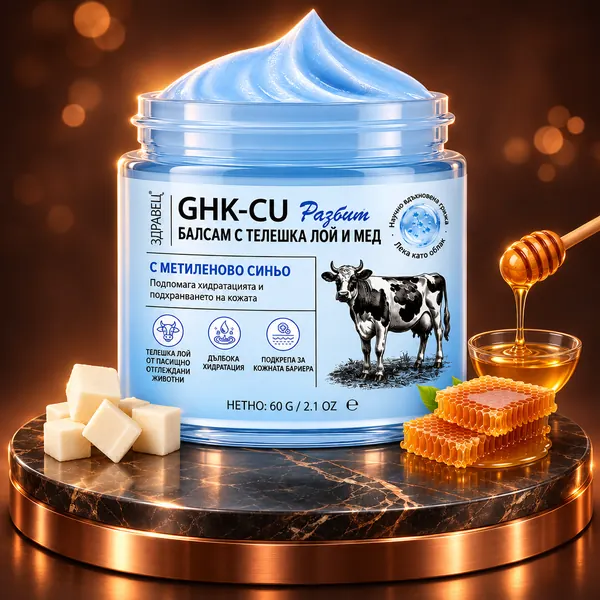 ЗДРАВЕЦ®
GHK-CU Разбит
БАЛСАМ С ТЕЛЕШКА ЛОЙ И МЕД
Научно вдъхновена грижа
Лека като облак
С МЕТИЛЕНОВО СИНЬО
Подпомага хидратацията и
подхранването на кожата
ТЕЛЕШКА ЛОЙ
ОТ ПАСИЩНО
ОТГЛЕЖДАНИ
ЖИВОТНИ
ДЪЛБОКА
ХИДРАТАЦИЯ
ПОДКРЕПА ЗА
КОЖНАТА БАРИЕРА
НЕТНО: 60 G / 2.1 OZ ℮